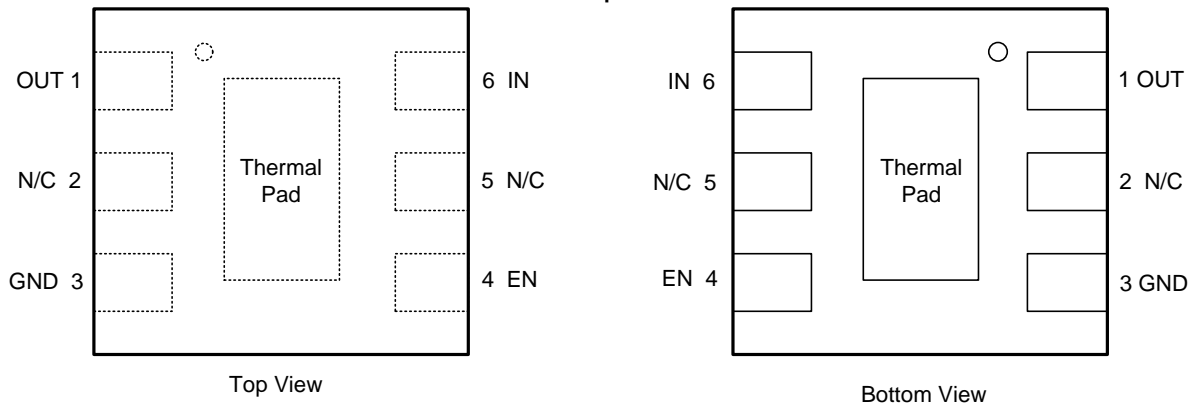 OUT 1
6 IN
N/C 2
Thermal
Pad
5 N/C
GND 3
4 EN
Top View
IN 6
1 OUT
N/C 5
Thermal
Pad
2 N/C
EN 4
3 GND
Bottom View